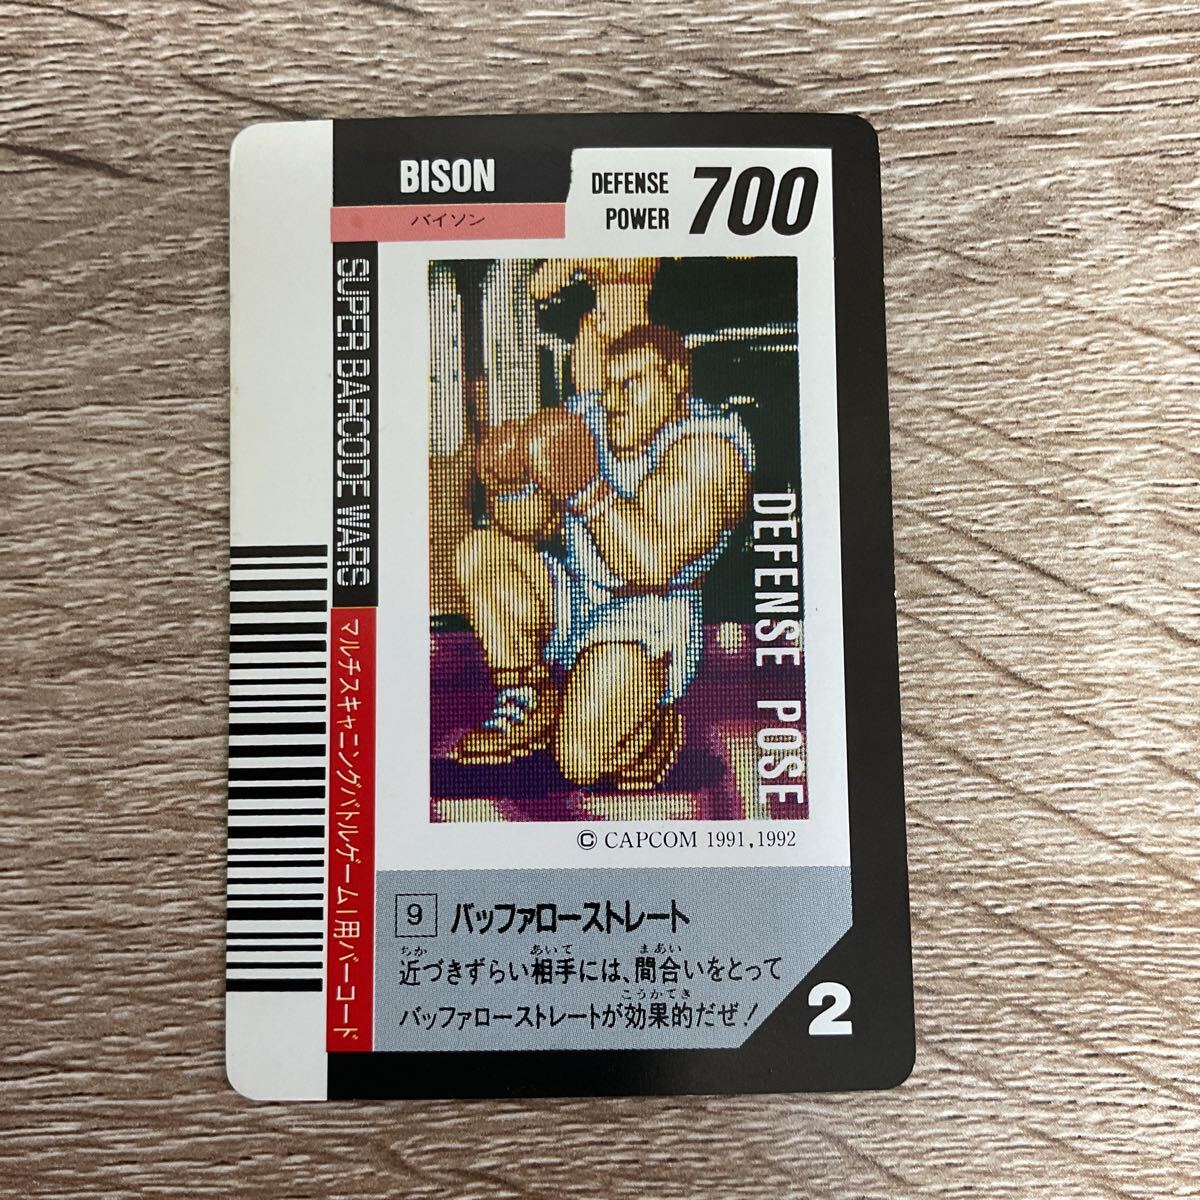 BISON
バイソン
DEFENSE
POWER
700
SUPER BARCODE WARS
マルチスキャニングバトルゲーム用バーコード
DEFENSE POSE
© CAPCOM 1991,1992
9 バッファローストレート
ちか あいて まあい
近づきずらい相手には、間合いをとって
こうかてき
バッファローストレートが効果的だぜ!
2